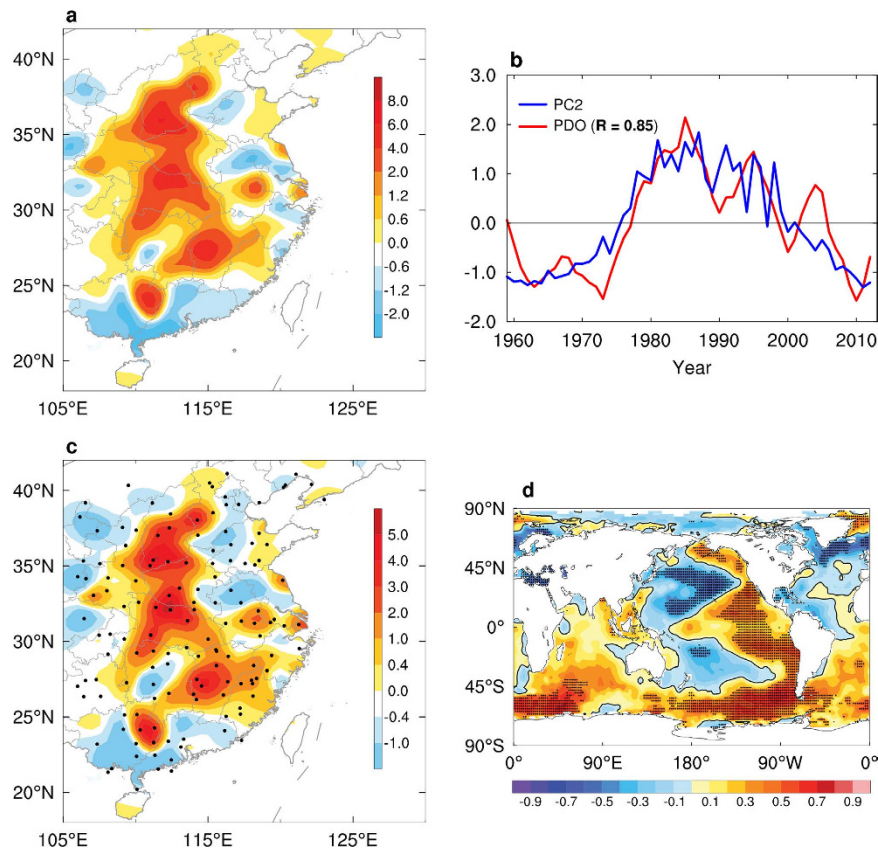 a
40°N
35°N
30°N
25°N
20°N
105°E 115°E 125°E
8.0
6.0
4.0
2.0
1.2
0.6
0.0
-0.6
-1.2
-2.0
b
3.0
2.0
1.0
0.0
-1.0
-2.0
PC2
PDO (R = 0.85)
1960 1970 1980 1990 2000 2010
Year
c
40°N
35°N
30°N
25°N
20°N
105°E 115°E 125°E
5.0
4.0
3.0
2.0
1.0
0.4
0.0
-0.4
-1.0
d
90°N
45°N
0°
45°S
90°S
0° 90°E 180° 90°W 0°
-0.9 -0.7 -0.5 -0.3 -0.1 0.1 0.3 0.5 0.7 0.9